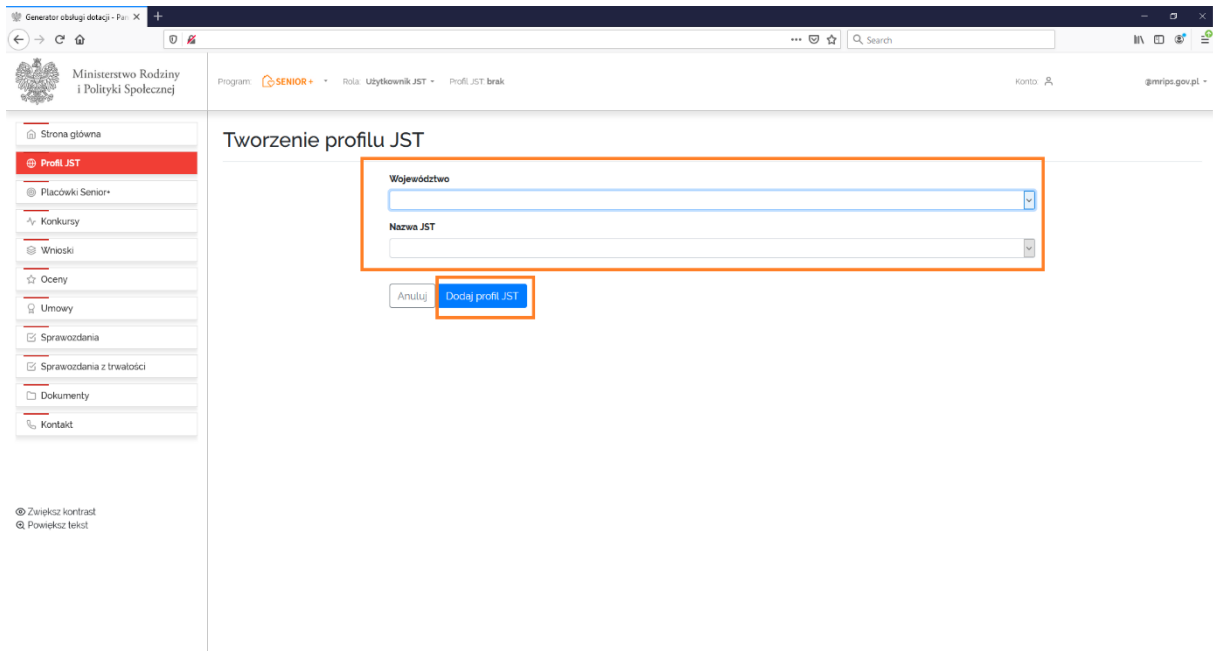 Generator obsługi dotacji - Pan
Search
Ministerstwo Rodziny
i Polityki Społecznej
Program: SENIOR + Rola: Użytkownik JST Profil JST: brak
Konto:
@mrips.gov.pl
Strona główna
Profil JST
Placówki Senior+
Konkursy
Wnioski
Oceny
Umowy
Sprawozdania
Sprawozdania z trwałości
Dokumenty
Kontakt
Zwiększ kontrast
Powiększ tekst
Tworzenie profilu JST
Województwo
Nazwa JST
Anuluj Dodaj profil JST